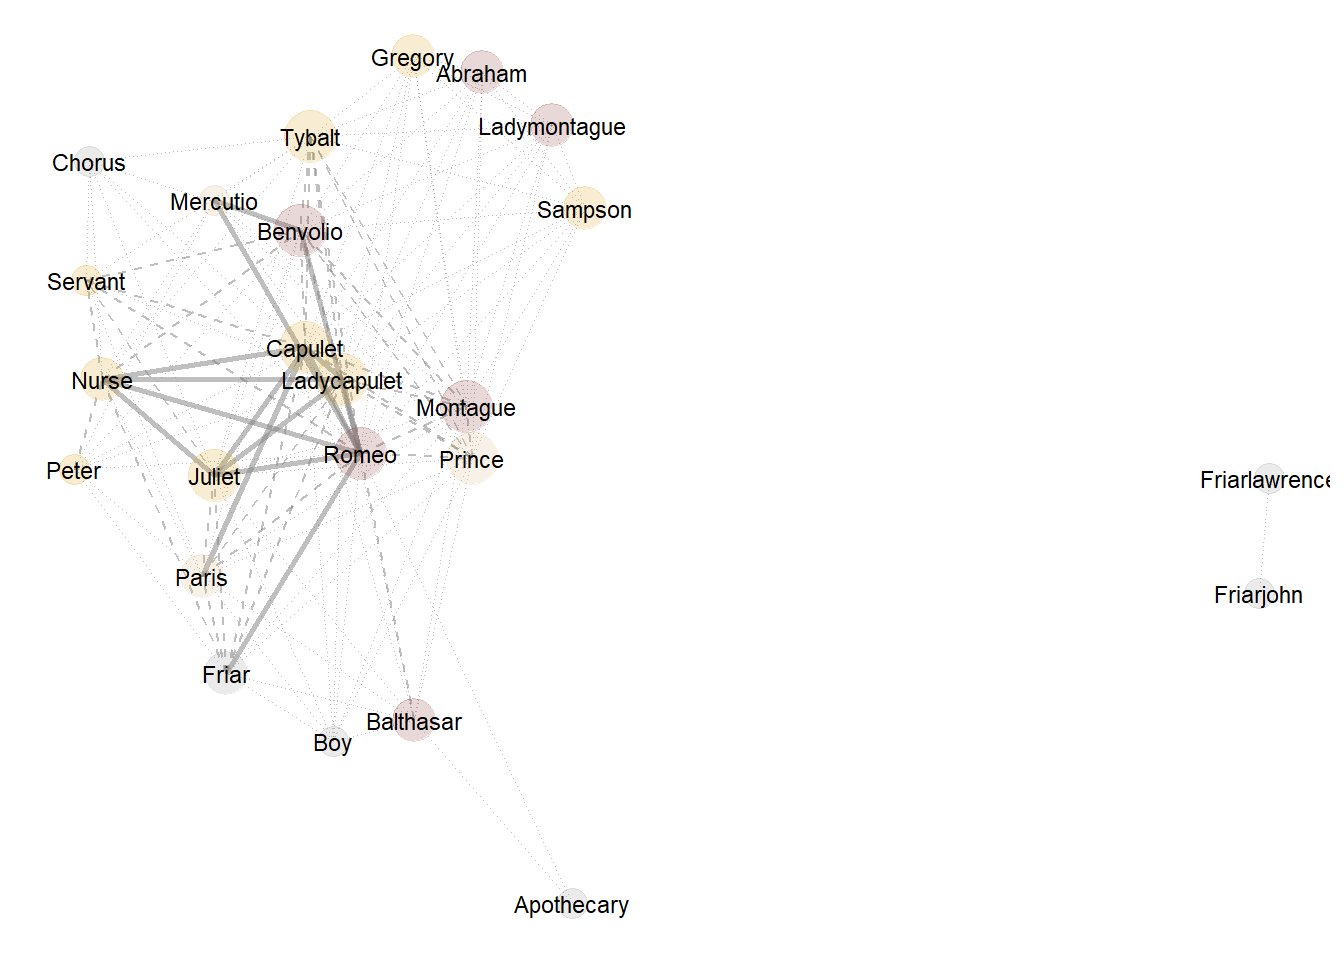 Gregory
Abraham
Ladymontague
Tybalt
Chorus
Mercutio
Sampson
Benvolio
Servant
Capulet
Nurse
Ladycapulet
Montague
Romeo
Prince
Peter
Juliet
Friarlawrence
Paris
Friarjohn
Friar
Balthasar
Boy
Apothecary